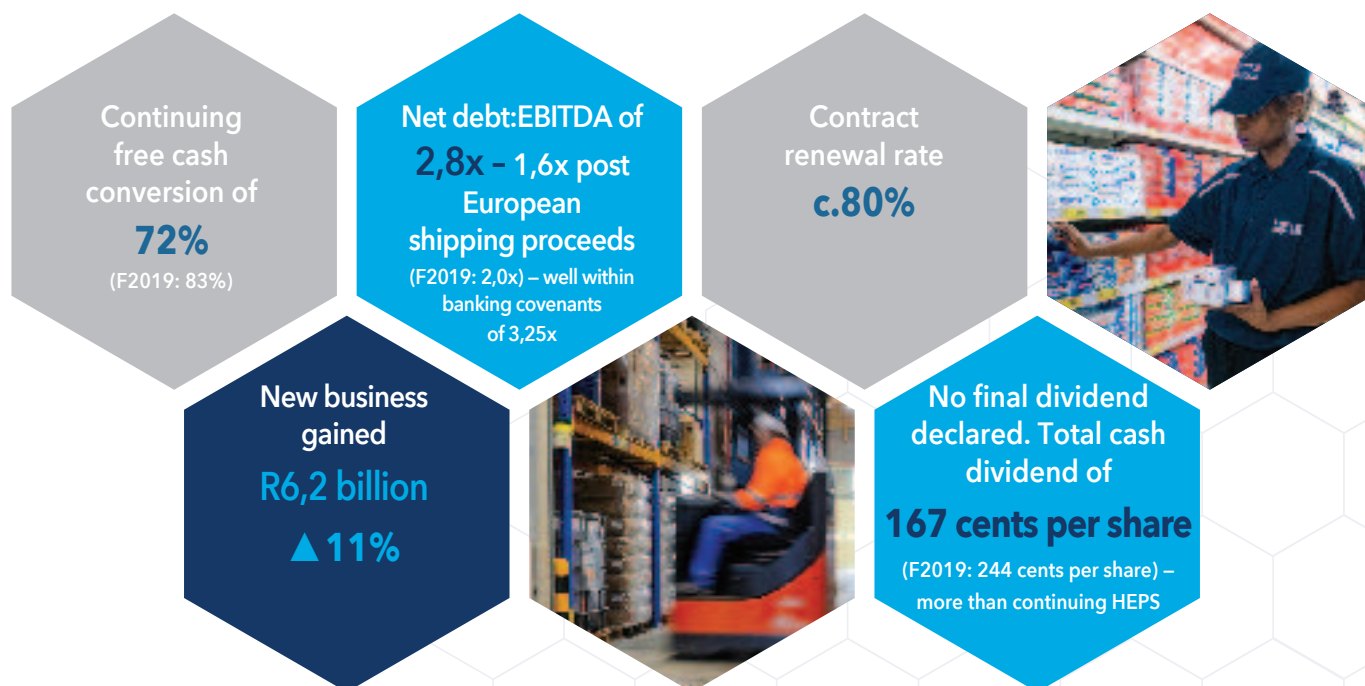 Continuing
free cash
conversion of
72%
(F2019: 83%)
Net debt:EBITDA of
2,8x – 1,6x post
European
shipping proceeds
(F2019: 2,0x) – well within
banking covenants
of 3,25x
Contract
renewal rate
c.80%
New business
gained
R6,2 billion
▲11%
No final dividend
declared. Total cash
dividend of
167 cents per share
(F2019: 244 cents per share) –
more than continuing HEPS